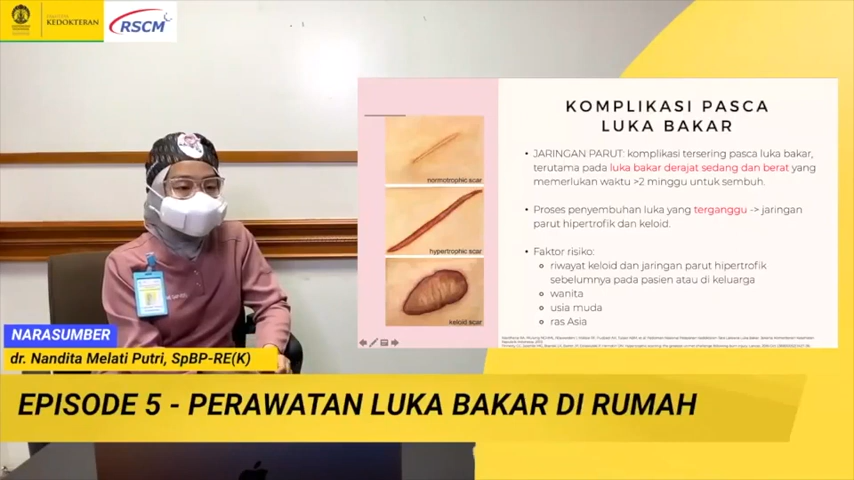 FAKULTAS
KEDOKTERAN
RSCM
KOMPLIKASI PASCA
LUKA BAKAR
JARINGAN PARUT: komplikasi tersering pasca luka bakar,
terutama pada luka bakar derajat sedang dan berat yang
memerlukan waktu >2 minggu untuk sembuh.
Proses penyembuhan luka yang terganggu -> jaringan
parut hipertrofik dan keloid.
Faktor risiko:
riwayat keloid dan jaringan parut hipertrofik
sebelumnya pada pasien atau di keluarga
wanita
usia muda
ras Asia
normotrophic scar
hypertrophic scar
keloid scar
NARASUMBER
dr. Nandita Melati Putri, SpBP-RE(K)
EPISODE 5 - PERAWATAN LUKA BAKAR DI RUMAH